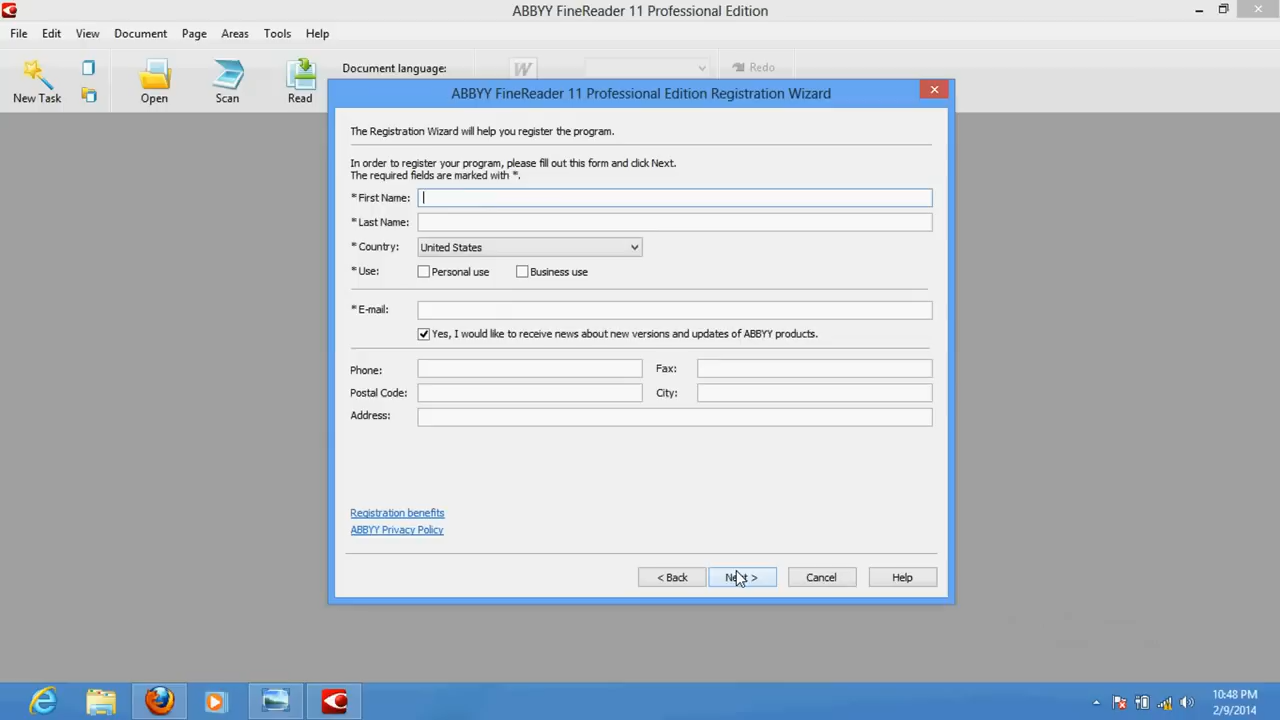 ABBYY FineReader 11 Professional Edition
File Edit View Document Page Areas Tools Help
New Task Open Scan Read Document language: W Redo
ABBYY FineReader 11 Professional Edition Registration Wizard
The Registration Wizard will help you register the program.
In order to register your program, please fill out this form and click Next.
The required fields are marked with *.
* First Name:
* Last Name:
* Country: United States
* Use: Personal use Business use
* E-mail:
Yes, I would like to receive news about new versions and updates of ABBYY products.
Phone: Fax:
Postal Code: City:
Address:
Registration benefits
ABBYY Privacy Policy
< Back Next > Cancel Help
10:48 PM
2/9/2014